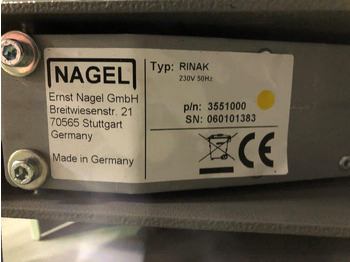 NAGEL
Ernst Nagel GmbH
Breitwiesenstr. 21
70565 Stuttgart
Germany
Made in Germany
Typ: RINAK
230V 50Hz
p/n: 3551000
SN: 060101383
CE